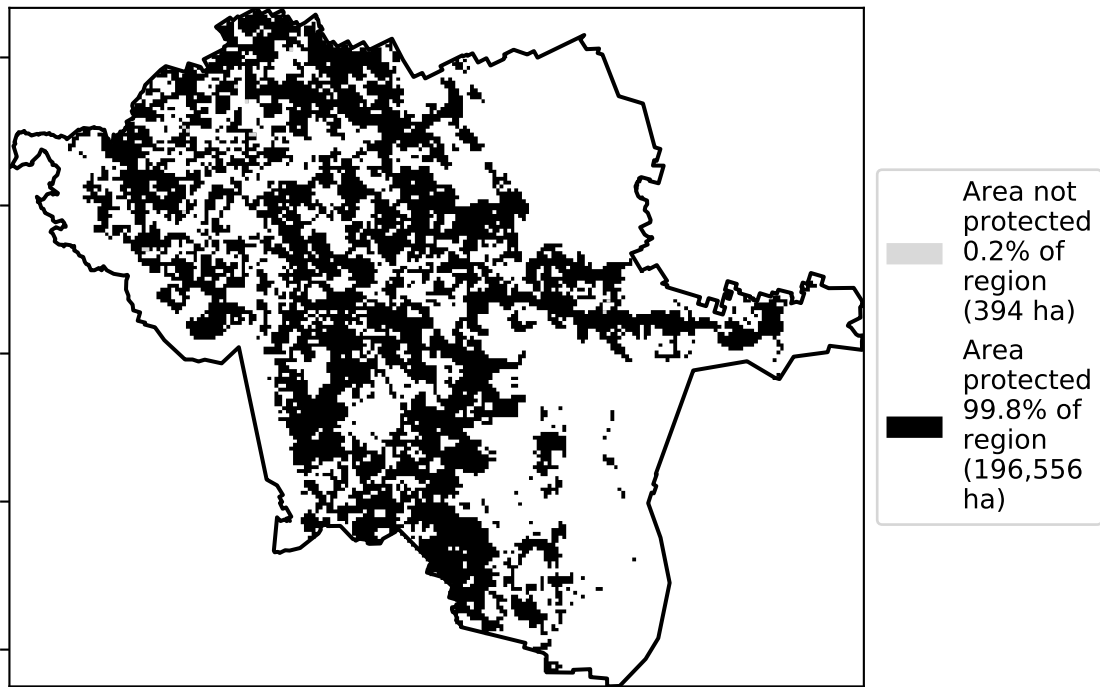 Area not
protected
0.2% of
region
(394 ha)
Area
protected
99.8% of
region
(196,556
ha)